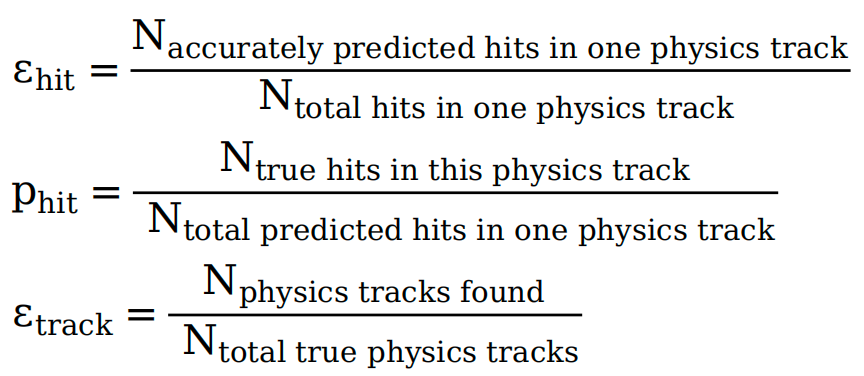 ε_hit = N_accurately predicted hits in one physics track / N_total hits in one physics track
p_hit = N_true hits in this physics track / N_total predicted hits in one physics track
ε_track = N_physics tracks found / N_total true physics tracks